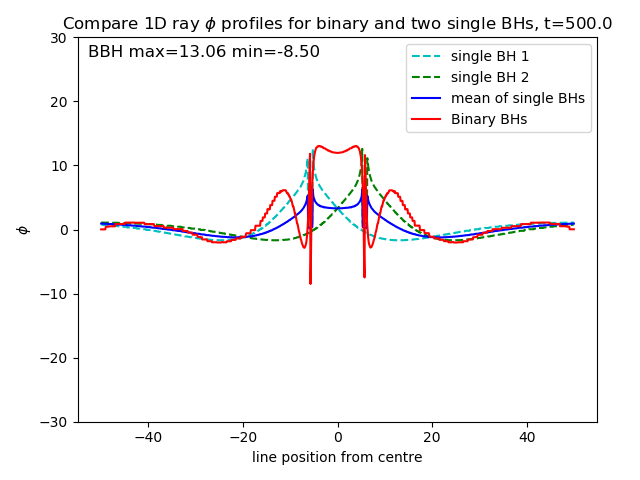 Compare 1D ray ϕ profiles for binary and two single BHs, t=500.0
BBH max=13.06 min=-8.50
single BH 1
single BH 2
mean of single BHs
Binary BHs
30
20
10
0
−10
−20
−30
ϕ
−40
−20
0
20
40
line position from centre